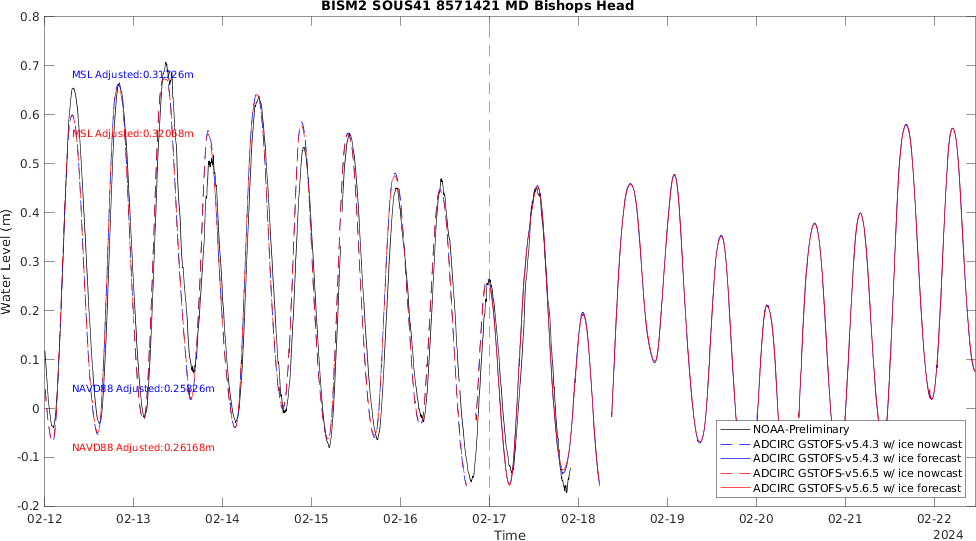 BISM2 SOUS41 8571421 MD Bishops Head
0.8
0.7
0.6
0.5
0.4
0.3
0.2
0.1
0
-0.1
-0.2
Water Level (m)
MSL Adjusted:0.31726m
MSL Adjusted:0.32068m
NAVD88 Adjusted:0.25826m
NAVD88 Adjusted:0.26168m
NOAA-Preliminary
ADCIRC GSTOFS-v5.4.3 w/ ice nowcast
ADCIRC GSTOFS-v5.4.3 w/ ice forecast
ADCIRC GSTOFS-v5.6.5 w/ ice nowcast
ADCIRC GSTOFS-v5.6.5 w/ ice forecast
02-12 02-13 02-14 02-15 02-16 02-17 02-18 02-19 02-20 02-21 02-22
Time
2024